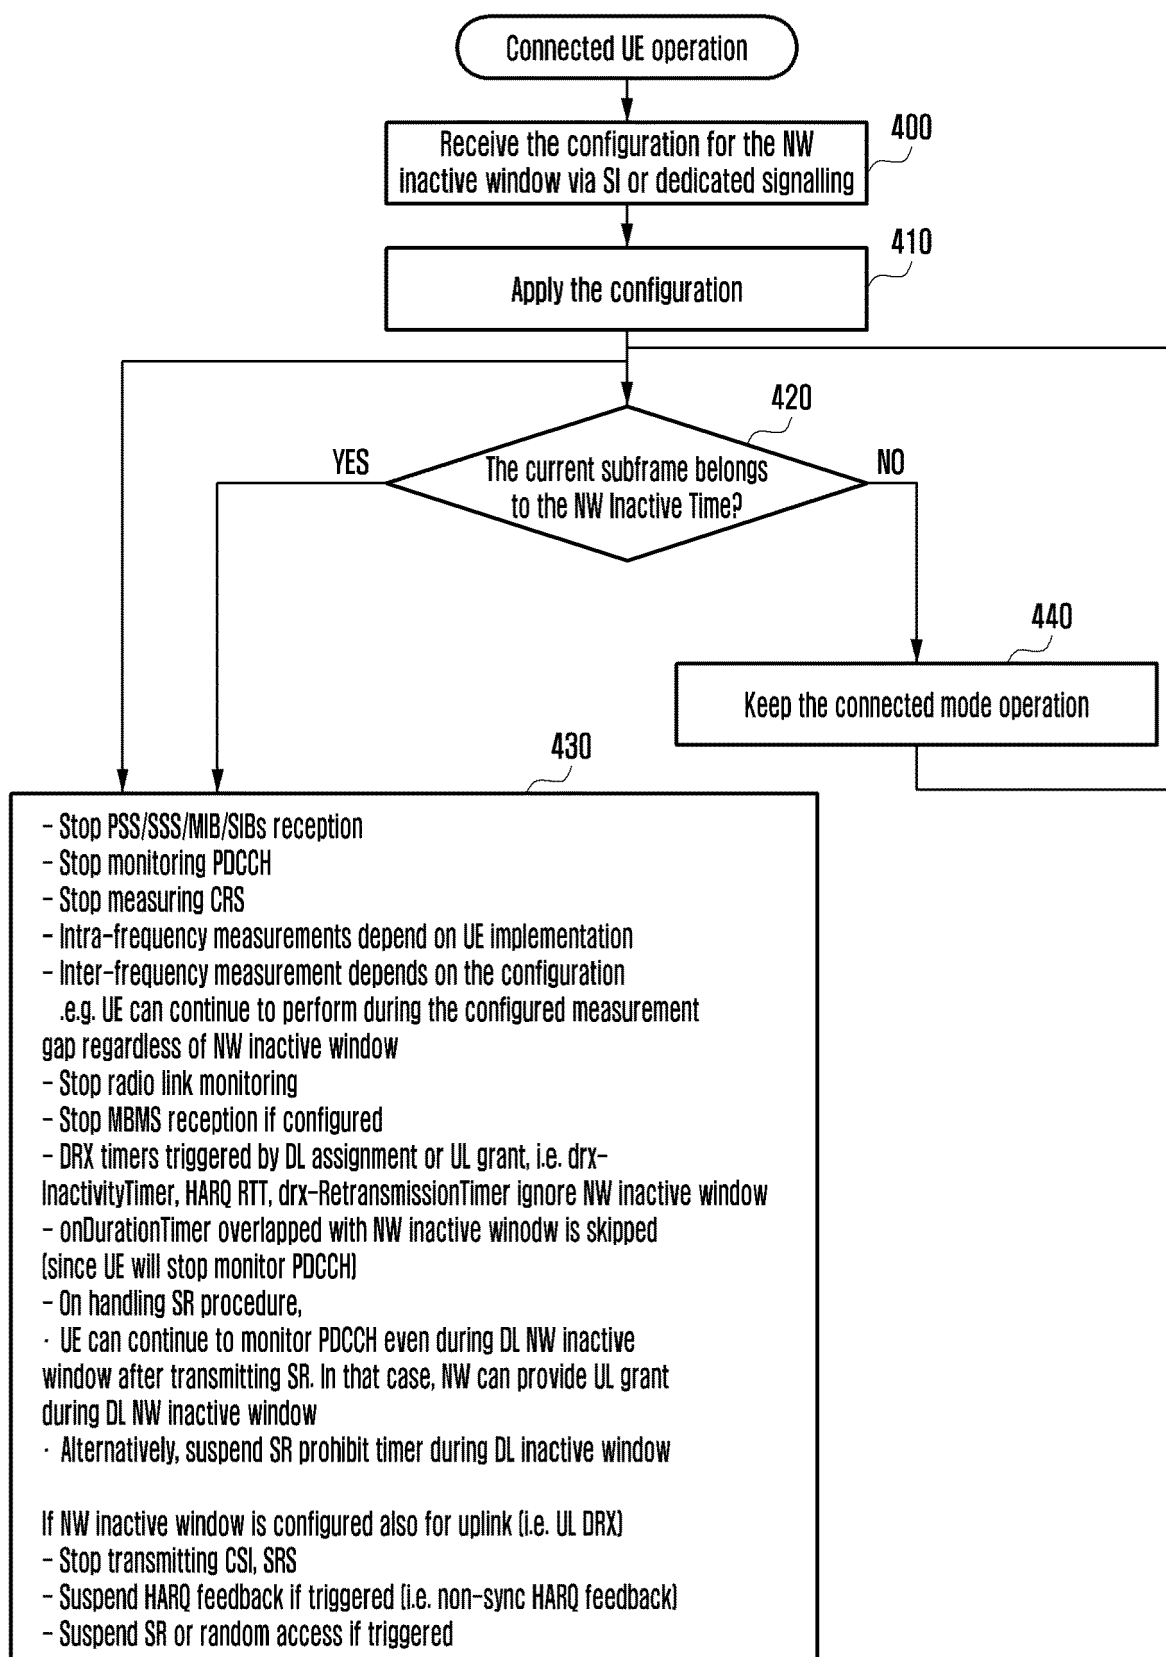 Connected UE operation
400
Receive the configuration for the NW
inactive window via SI or dedicated signalling
410
Apply the configuration
420
YES
NO
The current subframe belongs
to the NW Inactive Time?
440
Keep the connected mode operation
430
- Stop PSS/SSS/MIB/SIBs reception
- Stop monitoring PDCCH
- Stop measuring CRS
- Intra-frequency measurements depend on UE implementation
- Inter-frequency measurement depends on the configuration
.e.g. UE can continue to perform during the configured measurement
gap regardless of NW inactive window
- Stop radio link monitoring
- Stop MBMS reception if configured
- DRX timers triggered by DL assignment or UL grant, i.e. drx-
InactivityTimer, HARQ RTT, drx-RetransmissionTimer ignore NW inactive window
- onDurationTimer overlapped with NW inactive winodw is skipped
(since UE will stop monitor PDCCH)
- On handling SR procedure,
· UE can continue to monitor PDCCH even during DL NW inactive
window after transmitting SR. In that case, NW can provide UL grant
during DL NW inactive window
· Alternatively, suspend SR prohibit timer during DL inactive window
If NW inactive window is configured also for uplink (i.e. UL DRX)
- Stop transmitting CSI, SRS
- Suspend HARQ feedback if triggered (i.e. non-sync HARQ feedback)
- Suspend SR or random access if triggered